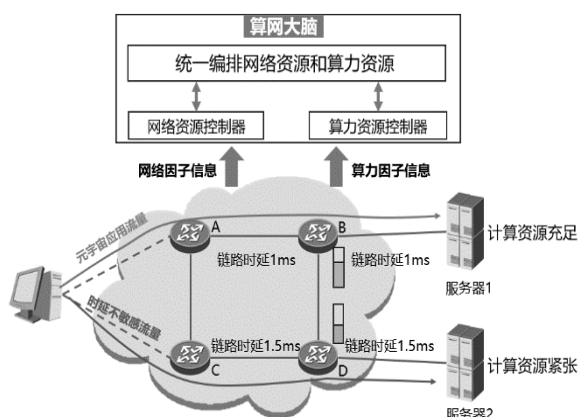 算网大脑
统一编排网络资源和算力资源
网络资源控制器
算力资源控制器
网络因子信息
算力因子信息
元宇宙应用流量
A
B
计算资源充足
链路时延1ms
链路时延1ms
服务器1
时延不敏感流量
链路时延1.5ms
链路时延1.5ms
计算资源紧张
C
D
服务器2